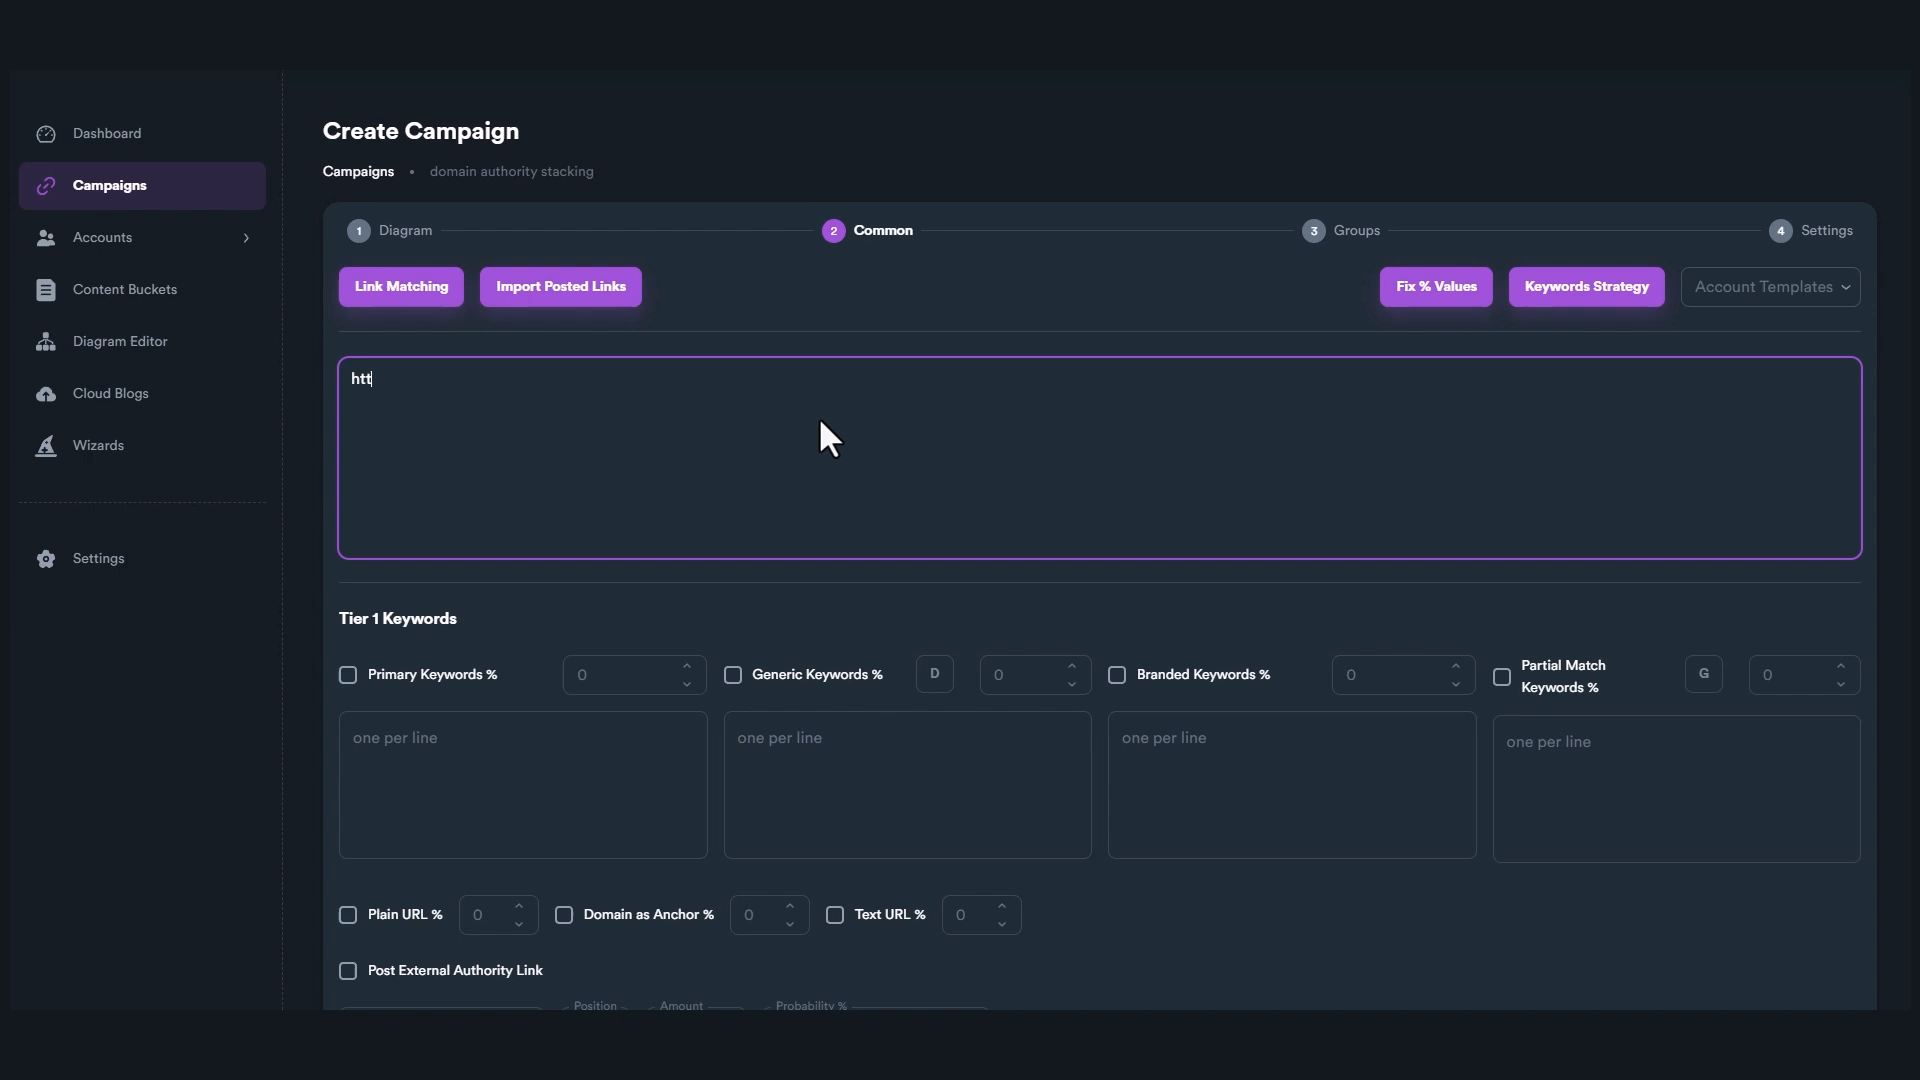 Dashboard
Campaigns
Accounts
Content Buckets
Diagram Editor
Cloud Blogs
Wizards
Settings
Create Campaign
Campaigns • domain authority stacking
1 Diagram 2 Common 3 Groups 4 Settings
Link Matching Import Posted Links Fix % Values Keywords Strategy Account Templates
htt
Tier 1 Keywords
Primary Keywords % 0 Generic Keywords % D 0 Branded Keywords % 0 Partial Match Keywords % G 0
one per line one per line one per line one per line
Plain URL % 0 Domain as Anchor % 0 Text URL % 0
Post External Authority Link
Position Amount Probability %